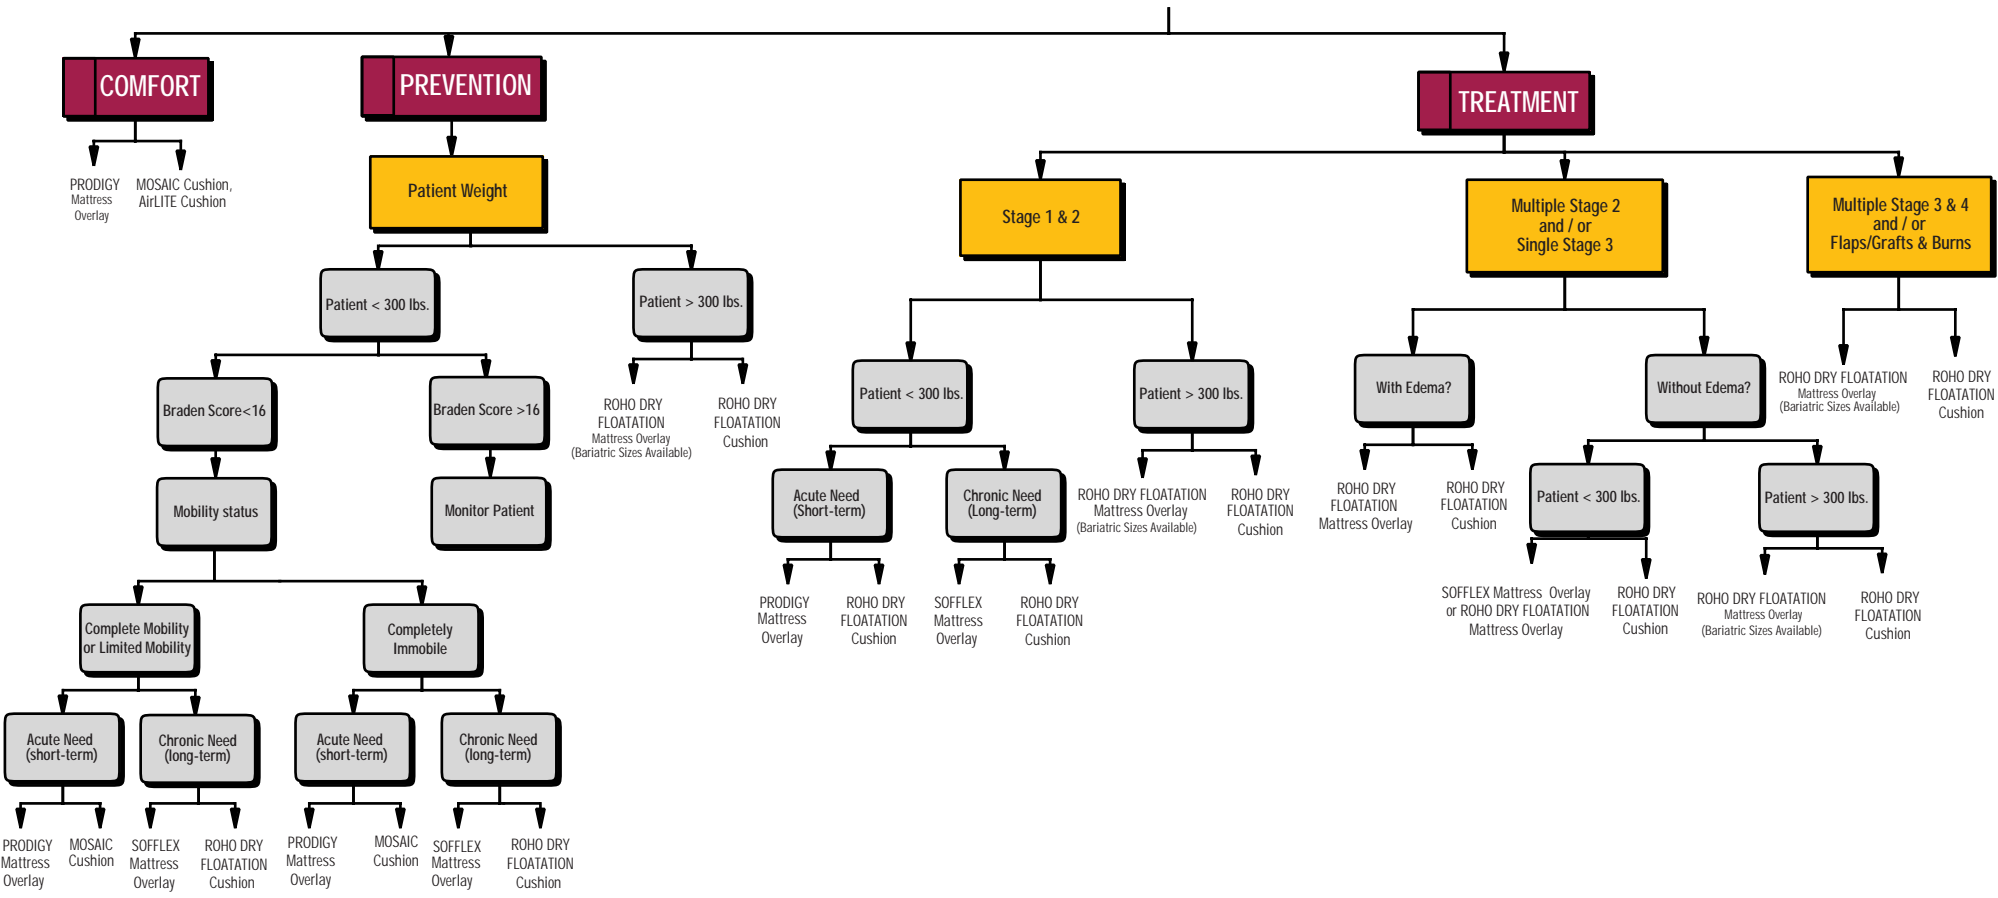 COMFORT
PREVENTION
TREATMENT
PRODIGY
Mattress
Overlay
MOSAIC Cushion,
AirLITE Cushion
Patient Weight
Stage 1 & 2
Multiple Stage 2
and / or
Single Stage 3
Multiple Stage 3 & 4
and / or
Flaps/Grafts & Burns
Patient < 300 lbs.
Patient > 300 lbs.
Braden Score<16
Braden Score >16
ROHO DRY
FLOATATION
Mattress Overlay
(Bariatric Sizes Available)
ROHO DRY
FLOATATION
Cushion
Mobility status
Monitor Patient
Complete Mobility
or Limited Mobility
Completely
Immobile
Acute Need
(short-term)
Chronic Need
(long-term)
Acute Need
(short-term)
Chronic Need
(long-term)
PRODIGY
Mattress
Overlay
MOSAIC
Cushion
SOFFLEX
Mattress
Overlay
ROHO DRY
FLOATATION
Cushion
PRODIGY
Mattress
Overlay
MOSAIC
Cushion
SOFFLEX
Mattress
Overlay
ROHO DRY
FLOATATION
Cushion
Patient < 300 lbs.
Patient > 300 lbs.
Acute Need
(Short-term)
Chronic Need
(Long-term)
ROHO DRY FLOATATION
Mattress Overlay
(Bariatric Sizes Available)
ROHO DRY
FLOATATION
Cushion
PRODIGY
Mattress
Overlay
ROHO DRY
FLOATATION
Cushion
SOFFLEX
Mattress
Overlay
ROHO DRY
FLOATATION
Cushion
With Edema?
Without Edema?
ROHO DRY
FLOATATION
Mattress Overlay
ROHO DRY
FLOATATION
Cushion
Patient < 300 lbs.
Patient > 300 lbs.
SOFFLEX Mattress Overlay
or ROHO DRY FLOATATION
Mattress Overlay
ROHO DRY
FLOATATION
Cushion
ROHO DRY FLOATATION
Mattress Overlay
(Bariatric Sizes Available)
ROHO DRY
FLOATATION
Cushion
ROHO DRY FLOATATION
Mattress Overlay
(Bariatric Sizes Available)
ROHO DRY
FLOATATION
Cushion